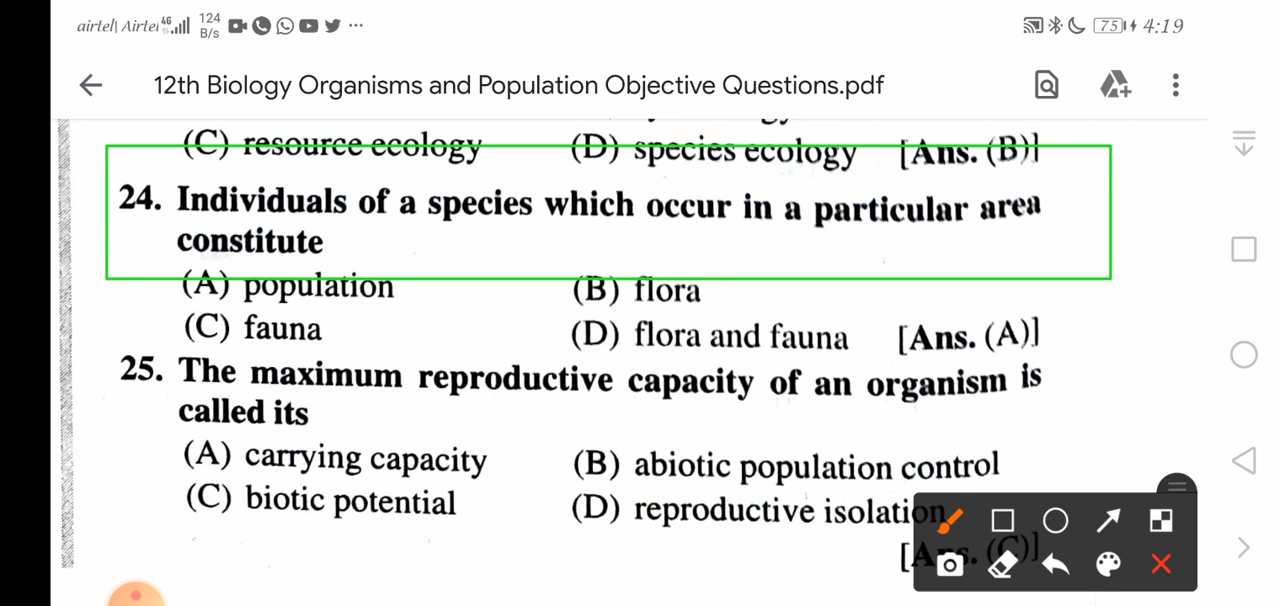 airtel| Airtel 4G 124 B/s ... 75 4:19
12th Biology Organisms and Population Objective Questions.pdf
(C) resource ecology (D) species ecology [Ans. (B)]
24. Individuals of a species which occur in a particular area
constitute
(A) population (B) flora
(C) fauna (D) flora and fauna [Ans. (A)]
25. The maximum reproductive capacity of an organism is
called its
(A) carrying capacity (B) abiotic population control
(C) biotic potential (D) reproductive isolation
[Ans. (C)]